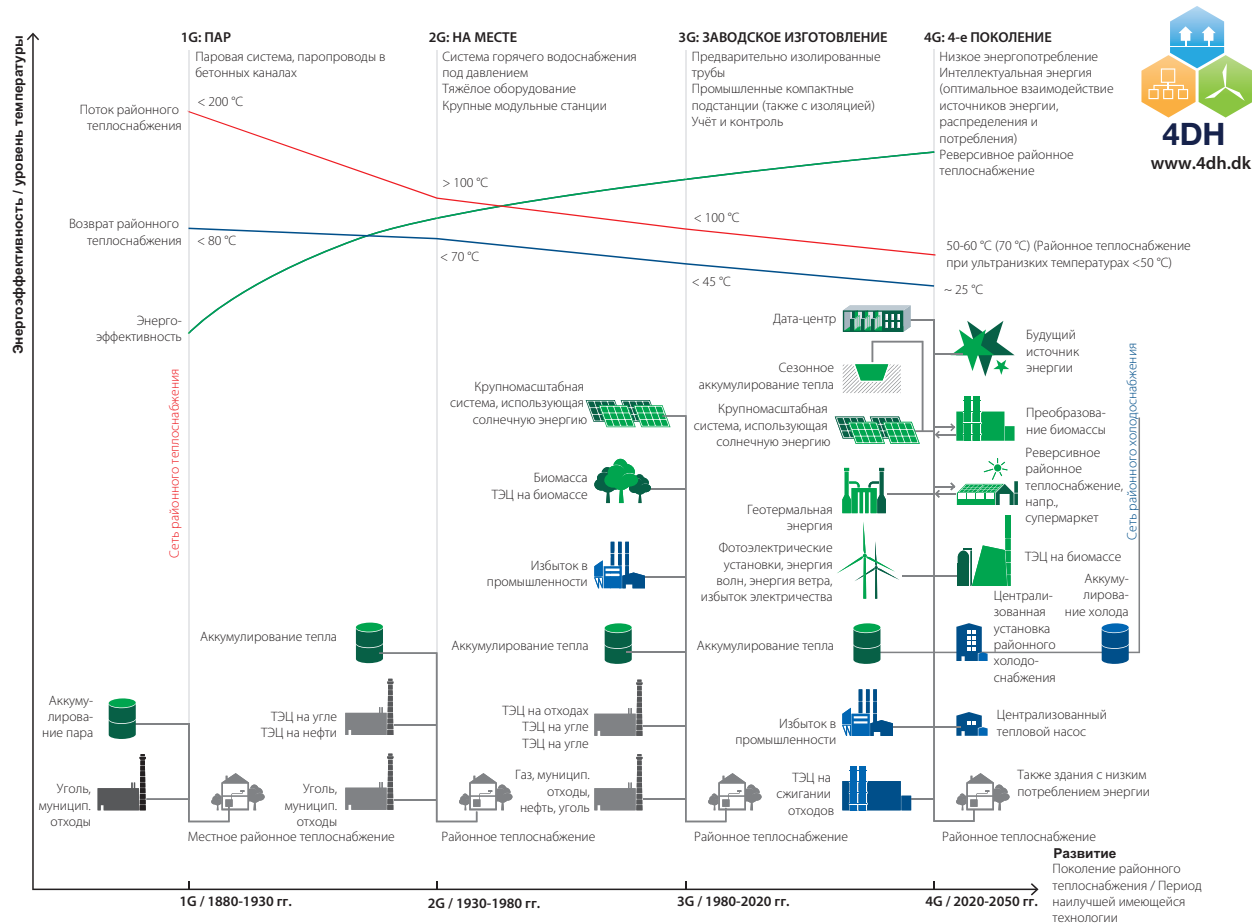 Энергоэффективность / уровень температуры
1G: ПАР
Паровая система, паропроводы в
бетонных каналах
2G: НА МЕСТЕ
Система горячего водоснабжения
под давлением
Тяжёлое оборудование
Крупные модульные станции
3G: ЗАВОДСКОЕ ИЗГОТОВЛЕНИЕ
Предварительно изолированные
трубы
Промышленные компактные
подстанции (также с изоляцией)
Учёт и контроль
4G: 4-е ПОКОЛЕНИЕ
Низкое энергопотребление
Интеллектуальная энергия
(оптимальное взаимодействие
источников энергии,
распределения и
потребления)
Реверсивное районное
теплоснабжение
4DH
www.4dh.dk
Поток районного
теплоснабжения
< 200 °C
> 100 °C
< 100 °C
50-60 °C (70 °C) (Районное теплоснабжение
при ультранизких температурах <50 °C)
Возврат районного
теплоснабжения
< 80 °C
< 70 °C
< 45 °C
~ 25 °C
Энерго-
эффективность
Сеть районного теплоснабжения
Сеть районного холодоснабжения
Дата-центр
Будущий
источник
энергии
Сезонное
аккумулирование тепла
Крупномасштабная
система, использующая
солнечную энергию
Крупномасштабная
система, использующая
солнечную энергию
Преобразова-
ние биомассы
Биомасса
ТЭЦ на биомассе
Геотермальная
энергия
Реверсивное
районное
теплоснабжение,
напр.,
супермаркет
Избыток в
промышленности
Фотоэлектрические
установки, энергия
волн, энергия ветра,
избыток электричества
ТЭЦ на биомассе
Аккумулирование тепла
Аккумулирование тепла
Аккумулирование тепла
Централи-
зованная
установка
районного
холодо-
снабжения
Аккуму-
лирова-
ние холода
Аккуму-
лирова-
ние пара
ТЭЦ на угле
ТЭЦ на нефти
ТЭЦ на отходах
ТЭЦ на угле
ТЭЦ на угле
Избыток в
промышленности
Централизованный
тепловой насос
Уголь,
муницип.
отходы
Уголь,
муницип.
отходы
Газ, муницип.
отходы,
нефть, уголь
ТЭЦ на
сжигании
отходов
Также здания с низким
потреблением энергии
Местное районное теплоснабжение
Районное теплоснабжение
Районное теплоснабжение
Районное теплоснабжение
1G / 1880-1930 гг.
2G / 1930-1980 гг.
3G / 1980-2020 гг.
4G / 2020-2050 гг.
Развитие
Поколение районного
теплоснабжения / Период
наилучшей имеющейся
технологии